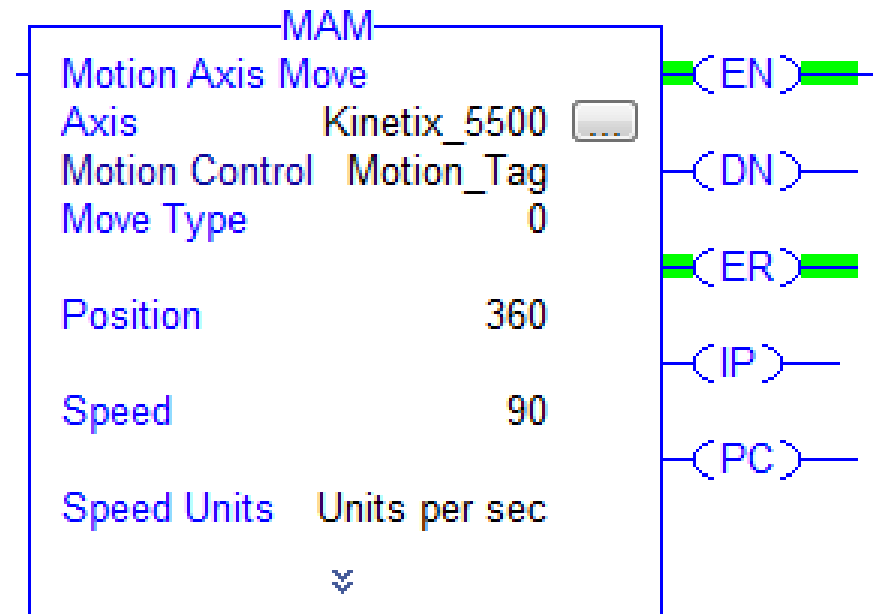 MAM
Motion Axis Move
EN
Axis Kinetix_5500 ...
Motion Control Motion_Tag
DN
Move Type 0
ER
Position 360
IP
Speed 90
PC
Speed Units Units per sec